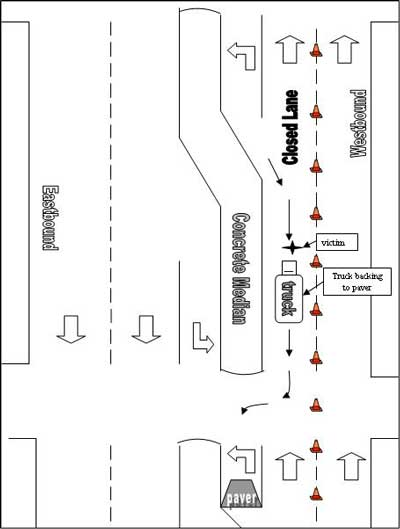 Closed Lane
Westbound
Eastbound
Concrete Median
victim
Truck backing
to paver
truck
paver